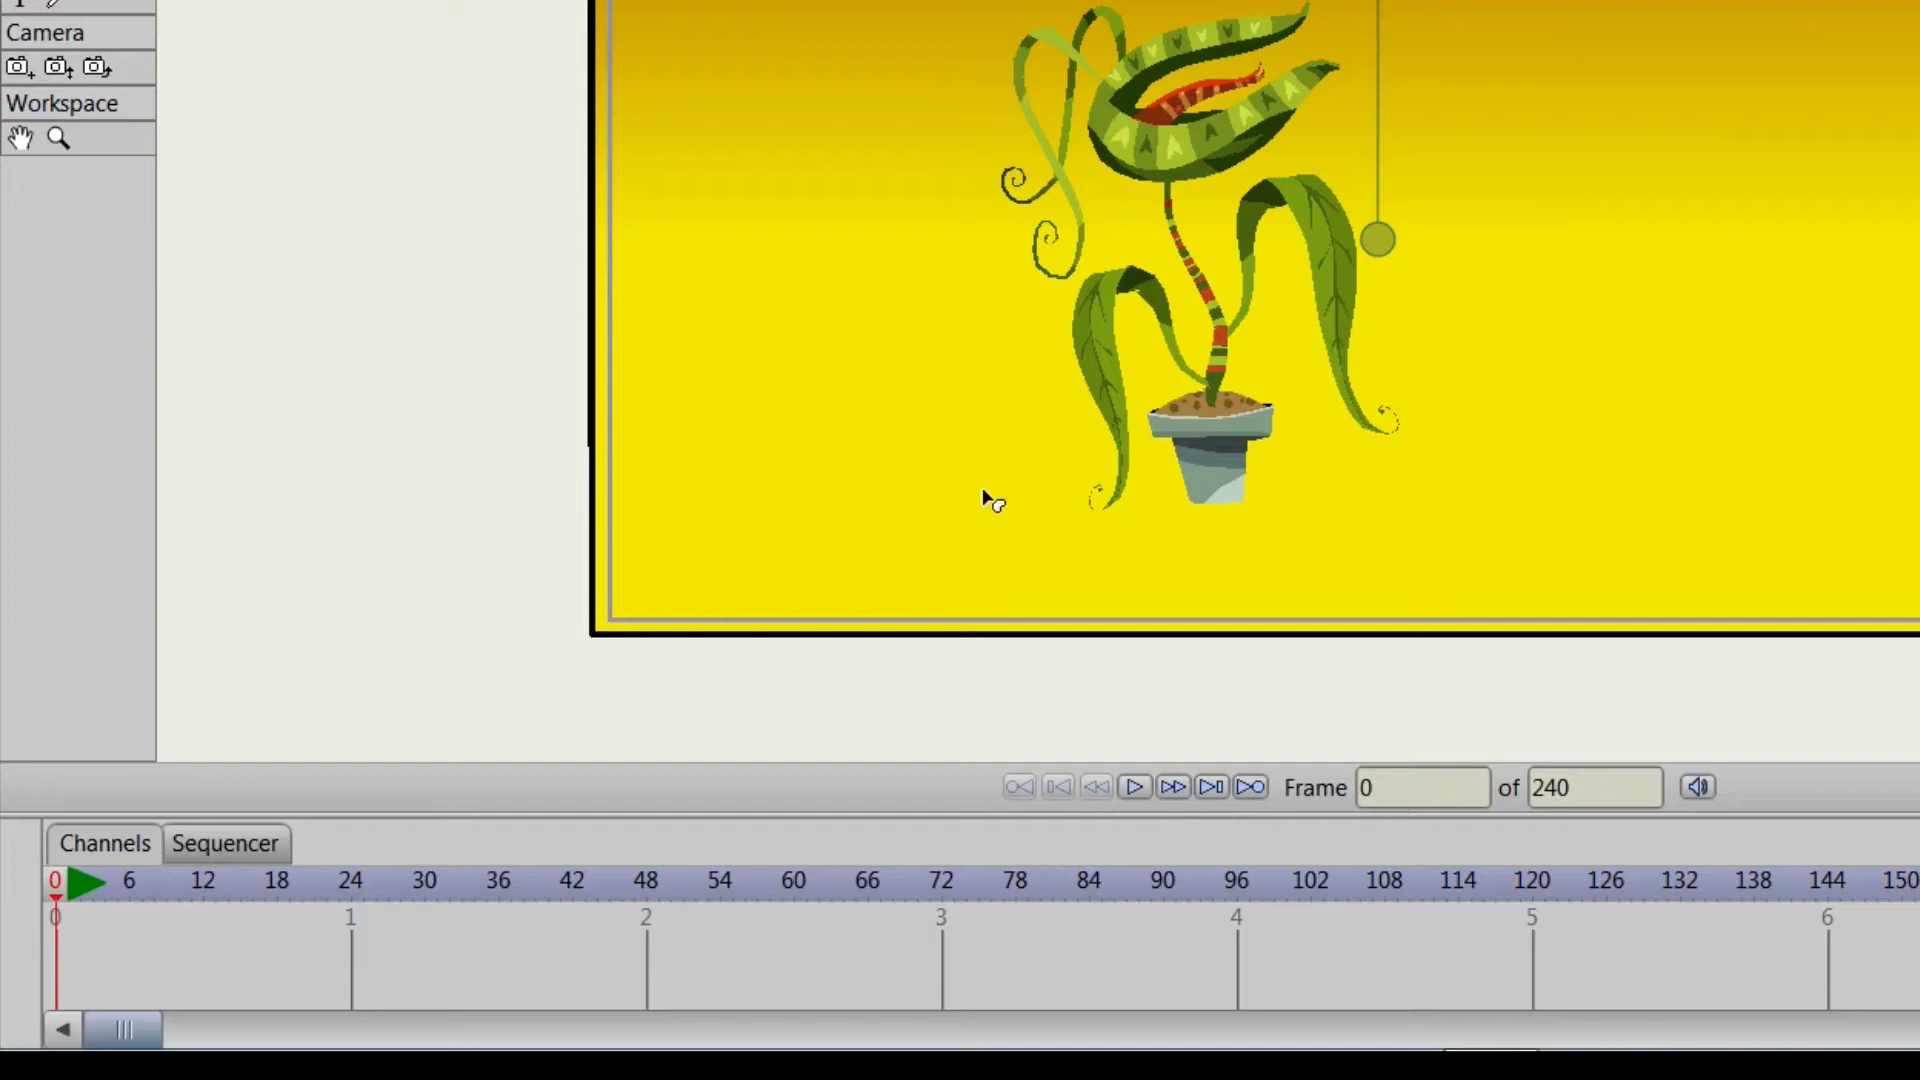 Camera
Workspace
Frame 0 of 240
Channels Sequencer
0 6 12 18 24 30 36 42 48 54 60 66 72 78 84 90 96 102 108 114 120 126 132 138 144 150
0 1 2 3 4 5 6